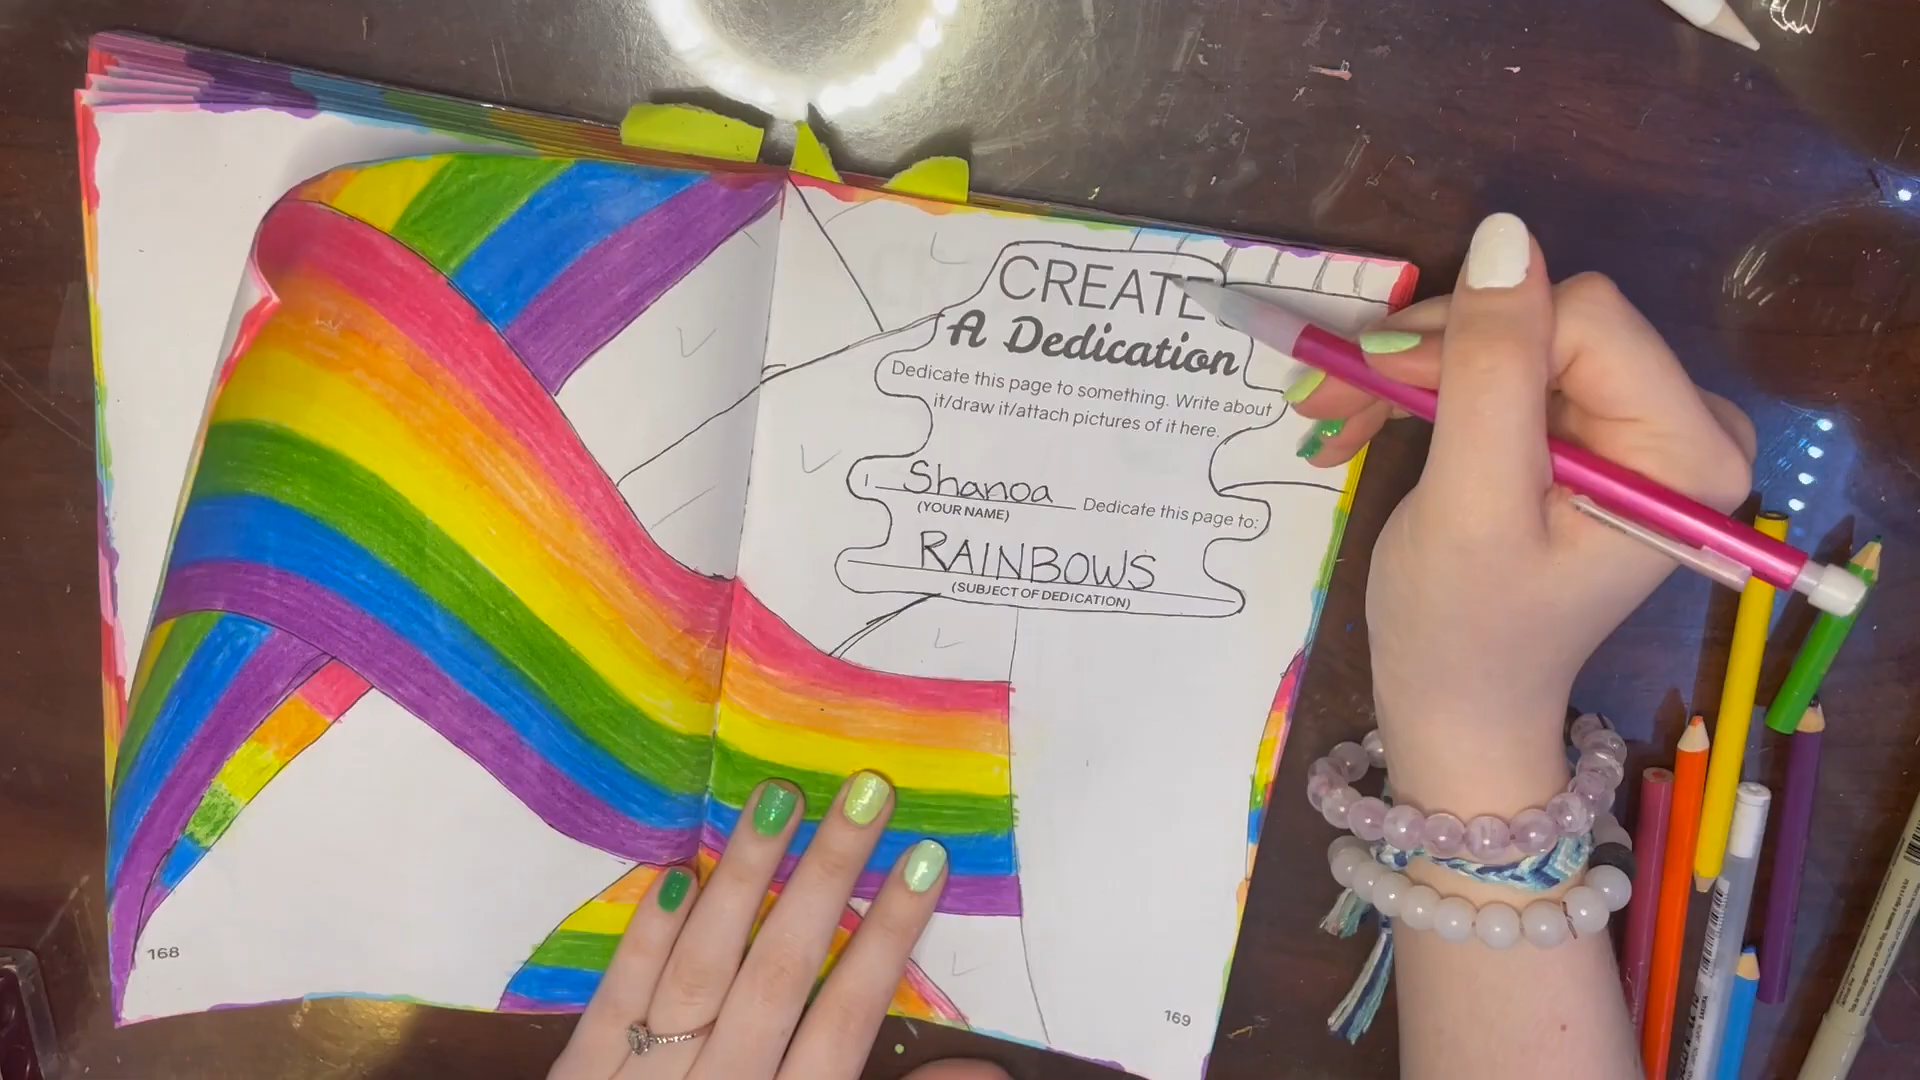 CREATE
A Dedication
Dedicate this page to something. Write about
it/draw it/attach pictures of it here.
I Shanoa Dedicate this page to:
(YOUR NAME)
RAINBOWS
(SUBJECT OF DEDICATION)
168
169